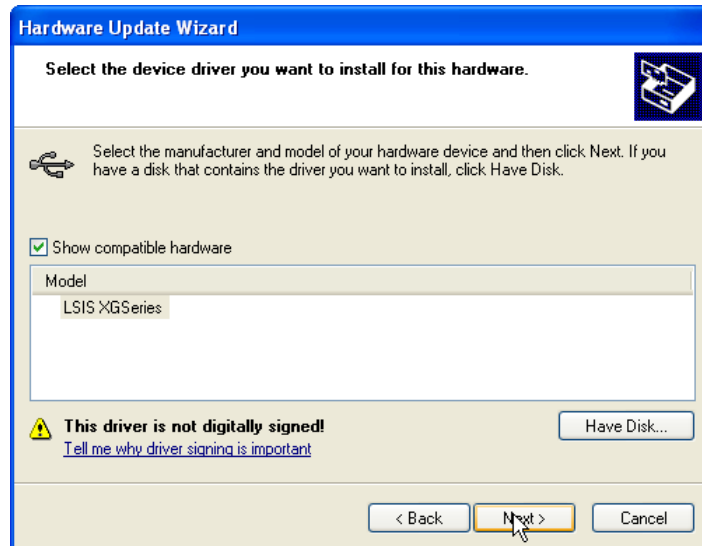 Hardware Update Wizard
Select the device driver you want to install for this hardware.
Select the manufacturer and model of your hardware device and then click Next. If you
have a disk that contains the driver you want to install, click Have Disk.
Show compatible hardware
Model
LSIS XGSeries
This driver is not digitally signed!
Have Disk...
Tell me why driver signing is important
< Back
Next >
Cancel